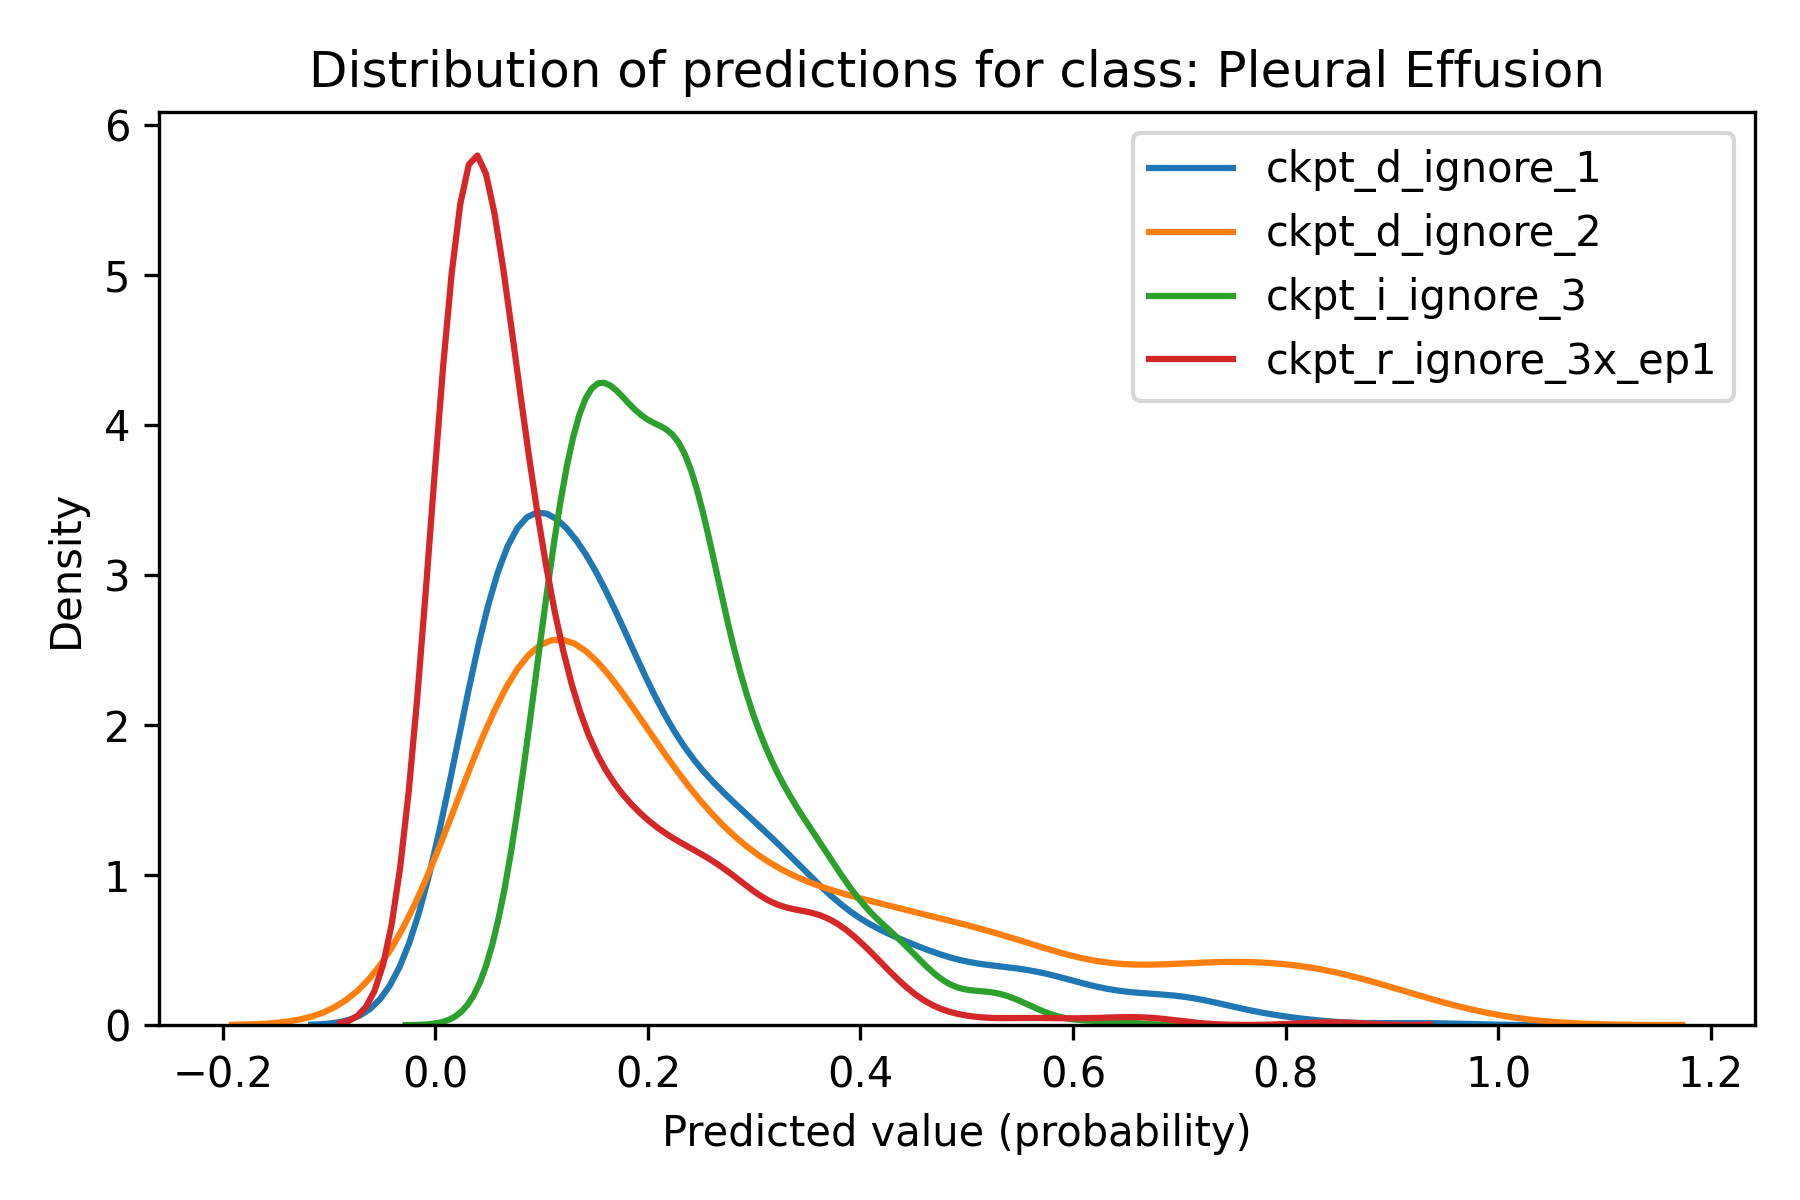 Distribution of predictions for class: Pleural Effusion
6
5
4
3
2
1
0
Density
ckpt_d_ignore_1
ckpt_d_ignore_2
ckpt_i_ignore_3
ckpt_r_ignore_3x_ep1
−0.2 0.0 0.2 0.4 0.6 0.8 1.0 1.2
Predicted value (probability)